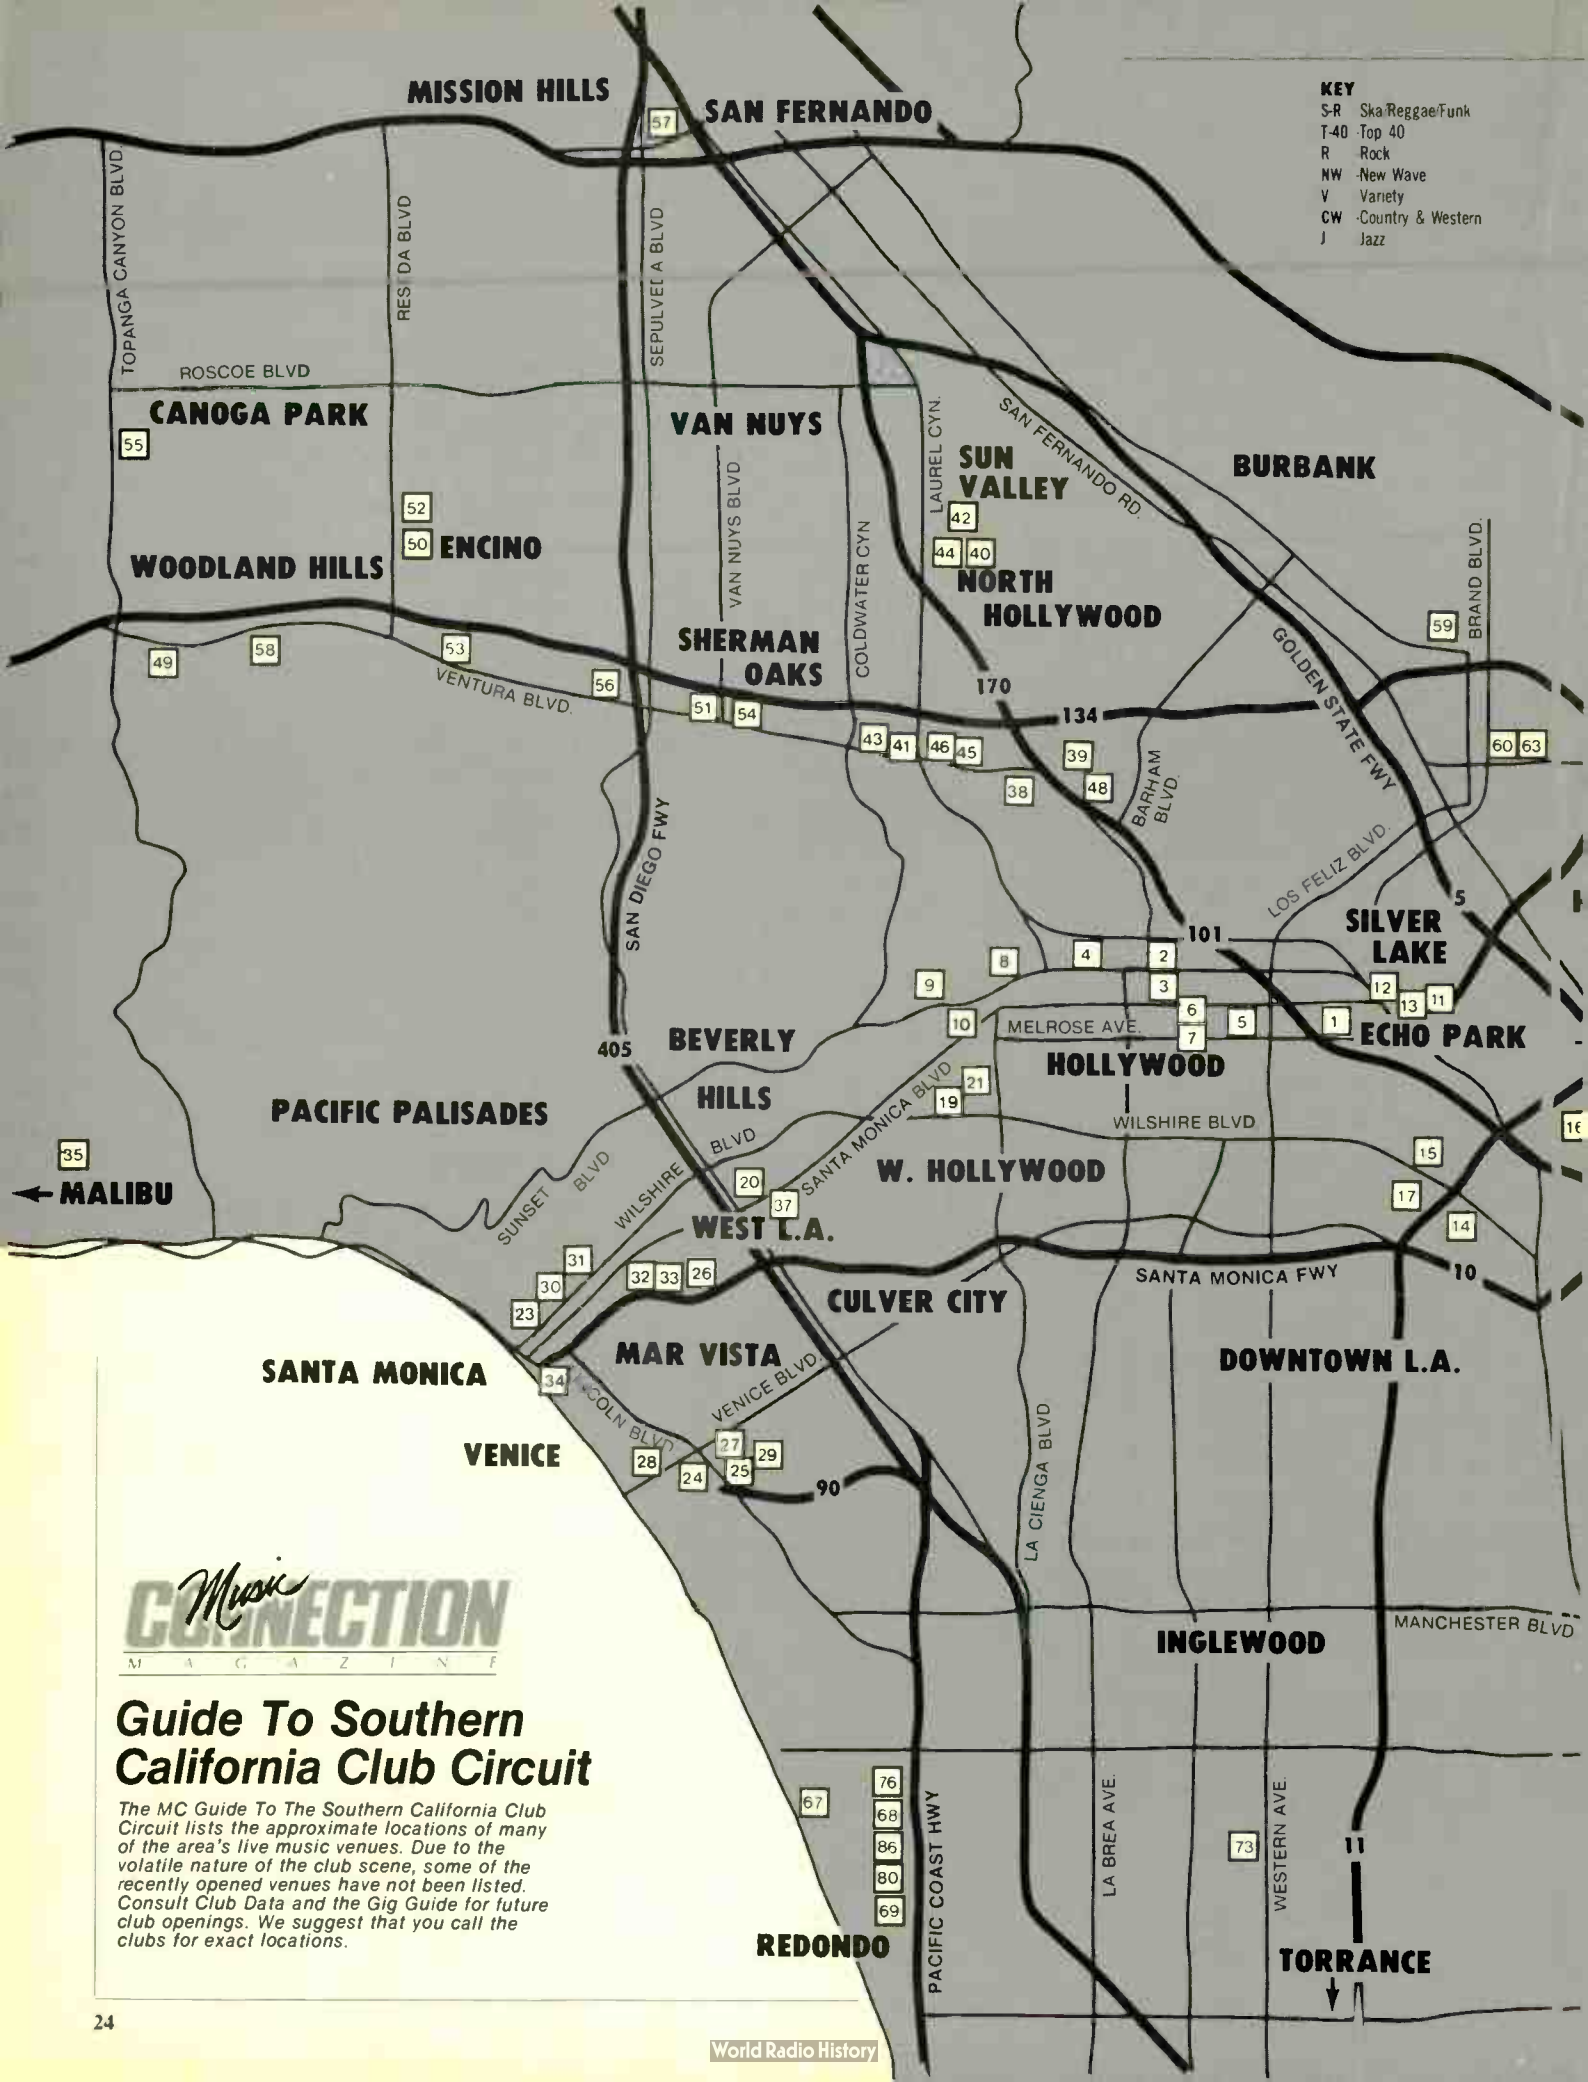 MISSION HILLS
SAN FERNANDO
57
KEY
S-R Ska/Reggae/Funk
T-40 -Top 40
R Rock
NW -New Wave
V Variety
CW -Country & Western
J Jazz
TOPANGA CANYON BLVD.
RESEDA BLVD
SEPULVEDA BLVD
ROSCOE BLVD
CANOGA PARK
55
VAN NUYS
VAN NUYS BLVD
COLDWATER CYN
LAUREL CYN.
SAN FERNANDO RD.
SUN
VALLEY
BURBANK
42
44 40
52
50 ENCINO
WOODLAND HILLS
NORTH
HOLLYWOOD
BRAND BLVD.
59
SHERMAN
OAKS
49
58
53
56
VENTURA BLVD.
51
54
170
134
GOLDEN STATE FWY
43 41 46 45
39
38
48
BARHAM
BLVD.
60 63
SAN DIEGO FWY
LOS FELIZ BLVD.
5
SILVER
LAKE
101
8
4
2
9
3
12
13
11
10
6
5
1
7
MELROSE AVE.
ECHO PARK
405
BEVERLY
HILLS
HOLLYWOOD
21
19
SANTA MONICA BLVD
WILSHIRE BLVD
PACIFIC PALISADES
35
MALIBU
16
15
W. HOLLYWOOD
SUNSET BLVD
WILSHIRE BLVD
20
37
17
14
WEST L.A.
31
30
23
32 33 26
SANTA MONICA FWY
10
CULVER CITY
MAR VISTA
SANTA MONICA
34
DOWNTOWN L.A.
COLN BLVD
VENICE BLVD.
VENICE
27
29
28
24
25
90
LA CIENGA BLVD.
MANCHESTER BLVD
INGLEWOOD
Music
CONNECTION
MAGAZINE
Guide To Southern
California Club Circuit
The MC Guide To The Southern California Club
Circuit lists the approximate locations of many
of the area's live music venues. Due to the
volatile nature of the club scene, some of the
recently opened venues have not been listed.
Consult Club Data and the Gig Guide for future
club openings. We suggest that you call the
clubs for exact locations.
67
76
68
86
80
69
PACIFIC COAST HWY
LA BREA AVE.
73
WESTERN AVE.
11
REDONDO
TORRANCE
24
World Radio History